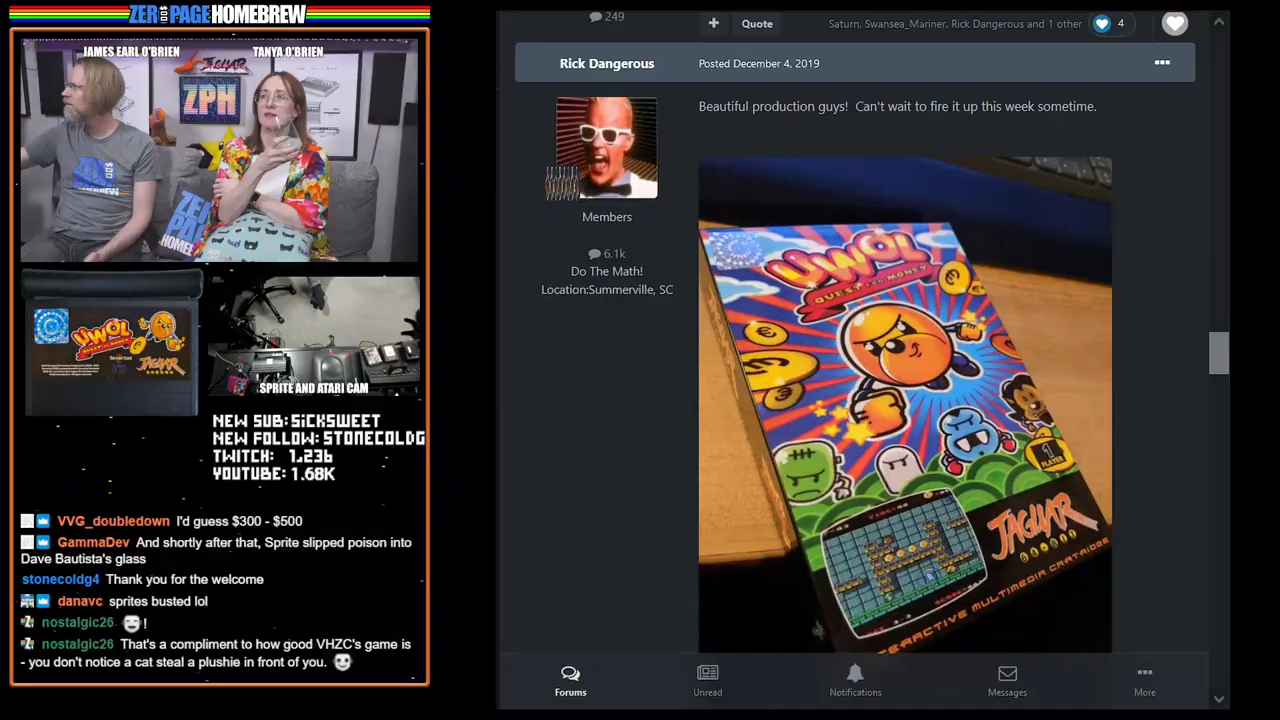 ZER PAGE HOMEBREW
JAMES EARL O'BRIEN
TANYA O'BRIEN
ZPH
UWOL
QUEST FOR MONEY
JAGUAR
SPRITE AND ATARI CAM
NEW SUB: SICKSWEET
NEW FOLLOW: STONECOLDG
TWITCH: 1.236
YOUTUBE: 1.68K
VVG_doubledown I'd guess $300 - $500
GammaDev And shortly after that, Sprite slipped poison into
Dave Bautista's glass
stonecoldg4 Thank you for the welcome
danavc sprites busted lol
nostalgic26 !
nostalgic26 That's a compliment to how good VHZC's game is
- you don't notice a cat steal a plushie in front of you.
249
+ Quote
Saturn, Swansea_Mariner, Rick Dangerous and 1 other
4
Rick Dangerous
Posted December 4, 2019
Beautiful production guys! Can't wait to fire it up this week sometime.
Members
6.1k
Do The Math!
Location:Summerville, SC
UWOL
QUEST FOR MONEY
1
PLAYER
JAGUAR
64-BIT
INTERACTIVE MULTIMEDIA CARTRIDGE
Forums
Unread
Notifications
Messages
More